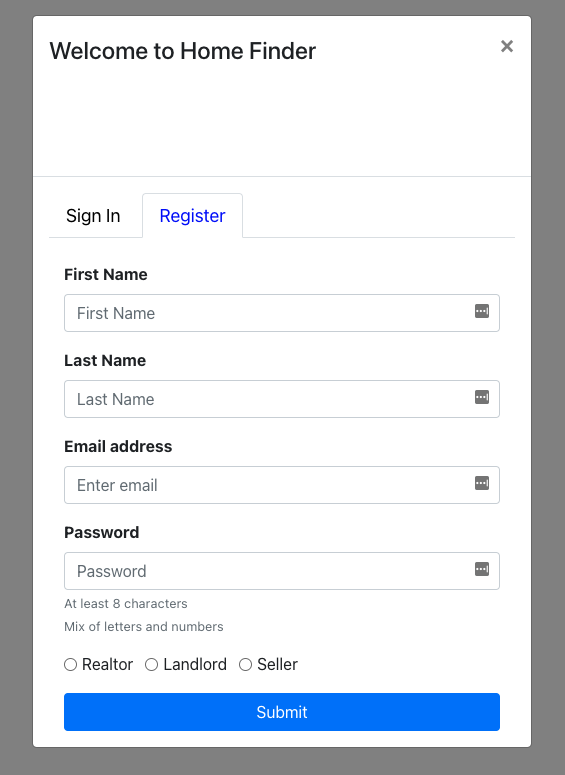 Welcome to Home Finder ×
Sign In Register
First Name
First Name
Last Name
Last Name
Email address
Enter email
Password
Password
At least 8 characters
Mix of letters and numbers
Realtor Landlord Seller
Submit